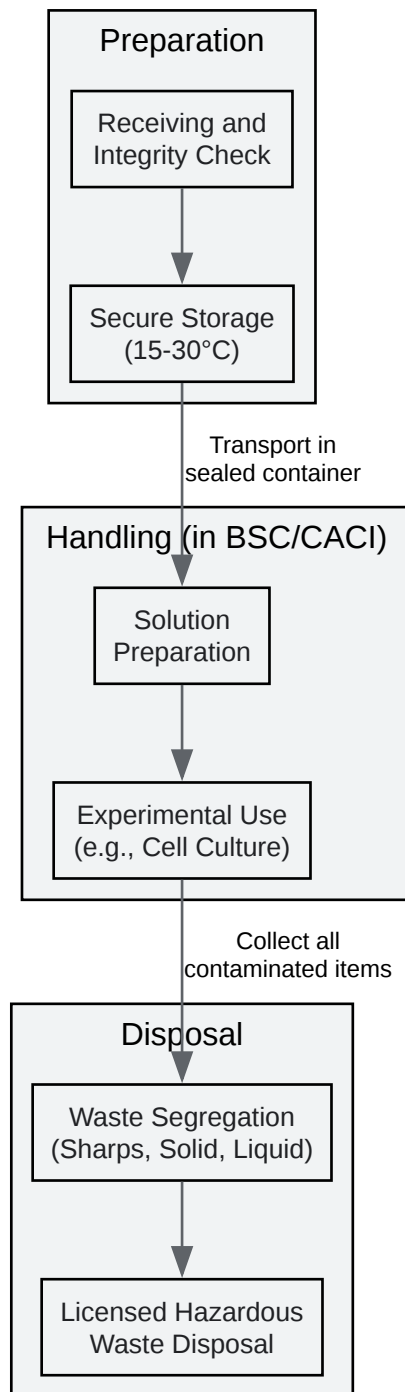 Preparation
Receiving and
Integrity Check
Secure Storage
(15-30°C)
Transport in
sealed container
Handling (in BSC/CACI)
Solution
Preparation
Experimental Use
(e.g., Cell Culture)
Collect all
contaminated items
Disposal
Waste Segregation
(Sharps, Solid, Liquid)
Licensed Hazardous
Waste Disposal